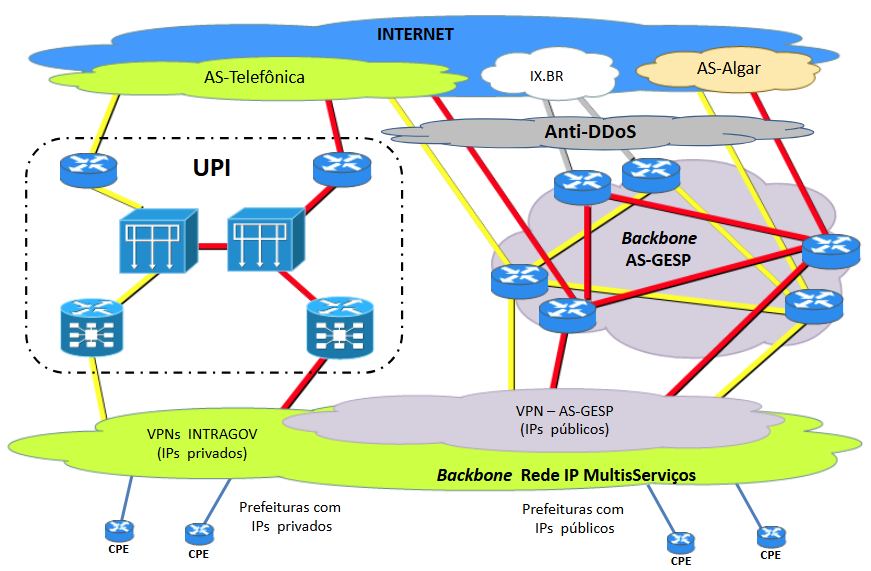 INTERNET
AS-Telefônica
IX.BR
AS-Algar
Anti-DDoS
UPI
Backbone
AS-GESP
VPN – AS-GESP
(IPs públicos)
VPNs INTRAGOV
(IPs privados)
Backbone Rede IP MultisServiços
Prefeituras com
IPs privados
Prefeituras com
IPs públicos
CPE
CPE
CPE
CPE